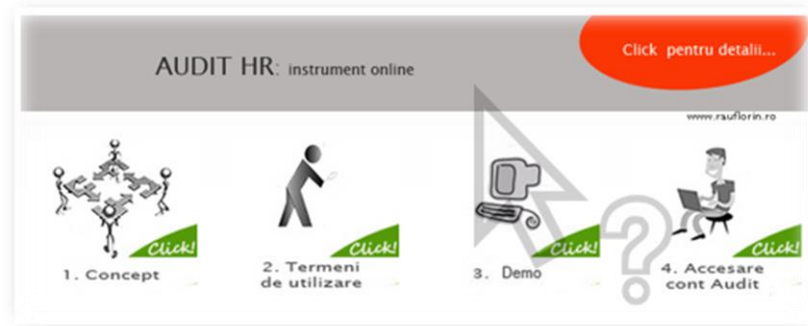 Click pentru detalii...
AUDIT HR: instrument online
www.rauflorin.ro
Click!
Click!
Click!
Click!
1. Concept
2. Termeni
de utilizare
3. Demo
4. Accesare
cont Audit
?